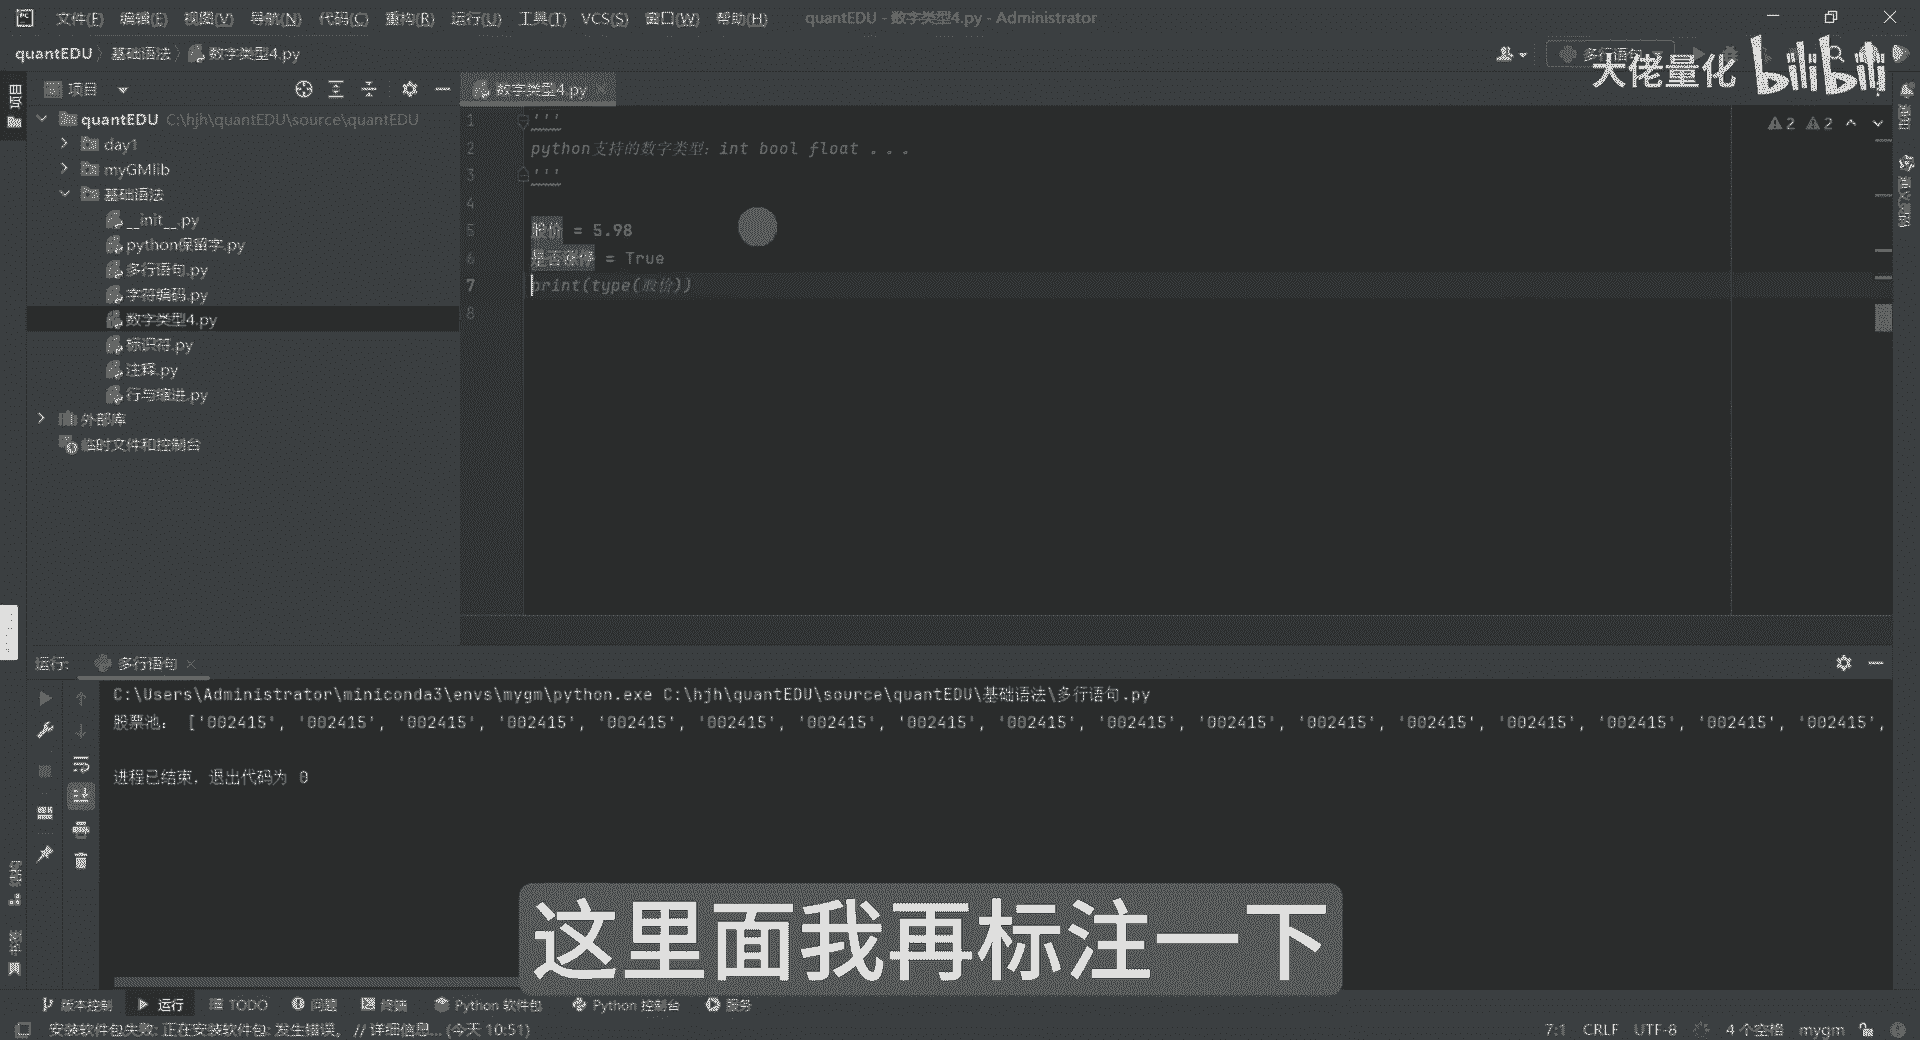 文件(F) 编辑(E) 视图(V) 导航(N) 代码(C) 重构(R) 运行(U) 工具(T) VCS(S) 窗口(W) 帮助(H) quantEDU - 数字类型4.py - Administrator
quantEDU 基础语法 数字类型4.py 多行语句
大佬量化 bilibili
项目 数字类型4.py
项目
quantEDU C:\hjh\quantEDU\source\quantEDU
day1
myGMlib
基础语法
__init__.py
python保留字.py
多行语句.py
字符编码.py
数字类型4.py
标识符.py
注释.py
行与缩进.py
外部库
临时文件和控制台
1 '''
2 python支持的数字类型: int bool float . . .
3 '''
4
5 股价 = 5.98
6 是否涨停 = True
7 print(type(股价))
8
2 2
运行: 多行语句
C:\Users\Administrator\miniconda3\envs\mygm\python.exe C:\hjh\quantEDU\source\quantEDU\基础语法\多行语句.py
股票池: ['002415', '002415', '002415', '002415', '002415', '002415', '002415', '002415', '002415', '002415', '002415', '002415', '002415', '002415', '002415', '002415', '002415',
进程已结束，退出代码为 0
这里面我再标注一下
版本控制 运行 TODO 问题 终端 Python 软件包 Python 控制台 服务
安装软件包失败: 正在安装软件包: 发生错误。 // 详细信息... (今天 10:51) 7:1 CRLF UTF-8 4 个空格 mygm